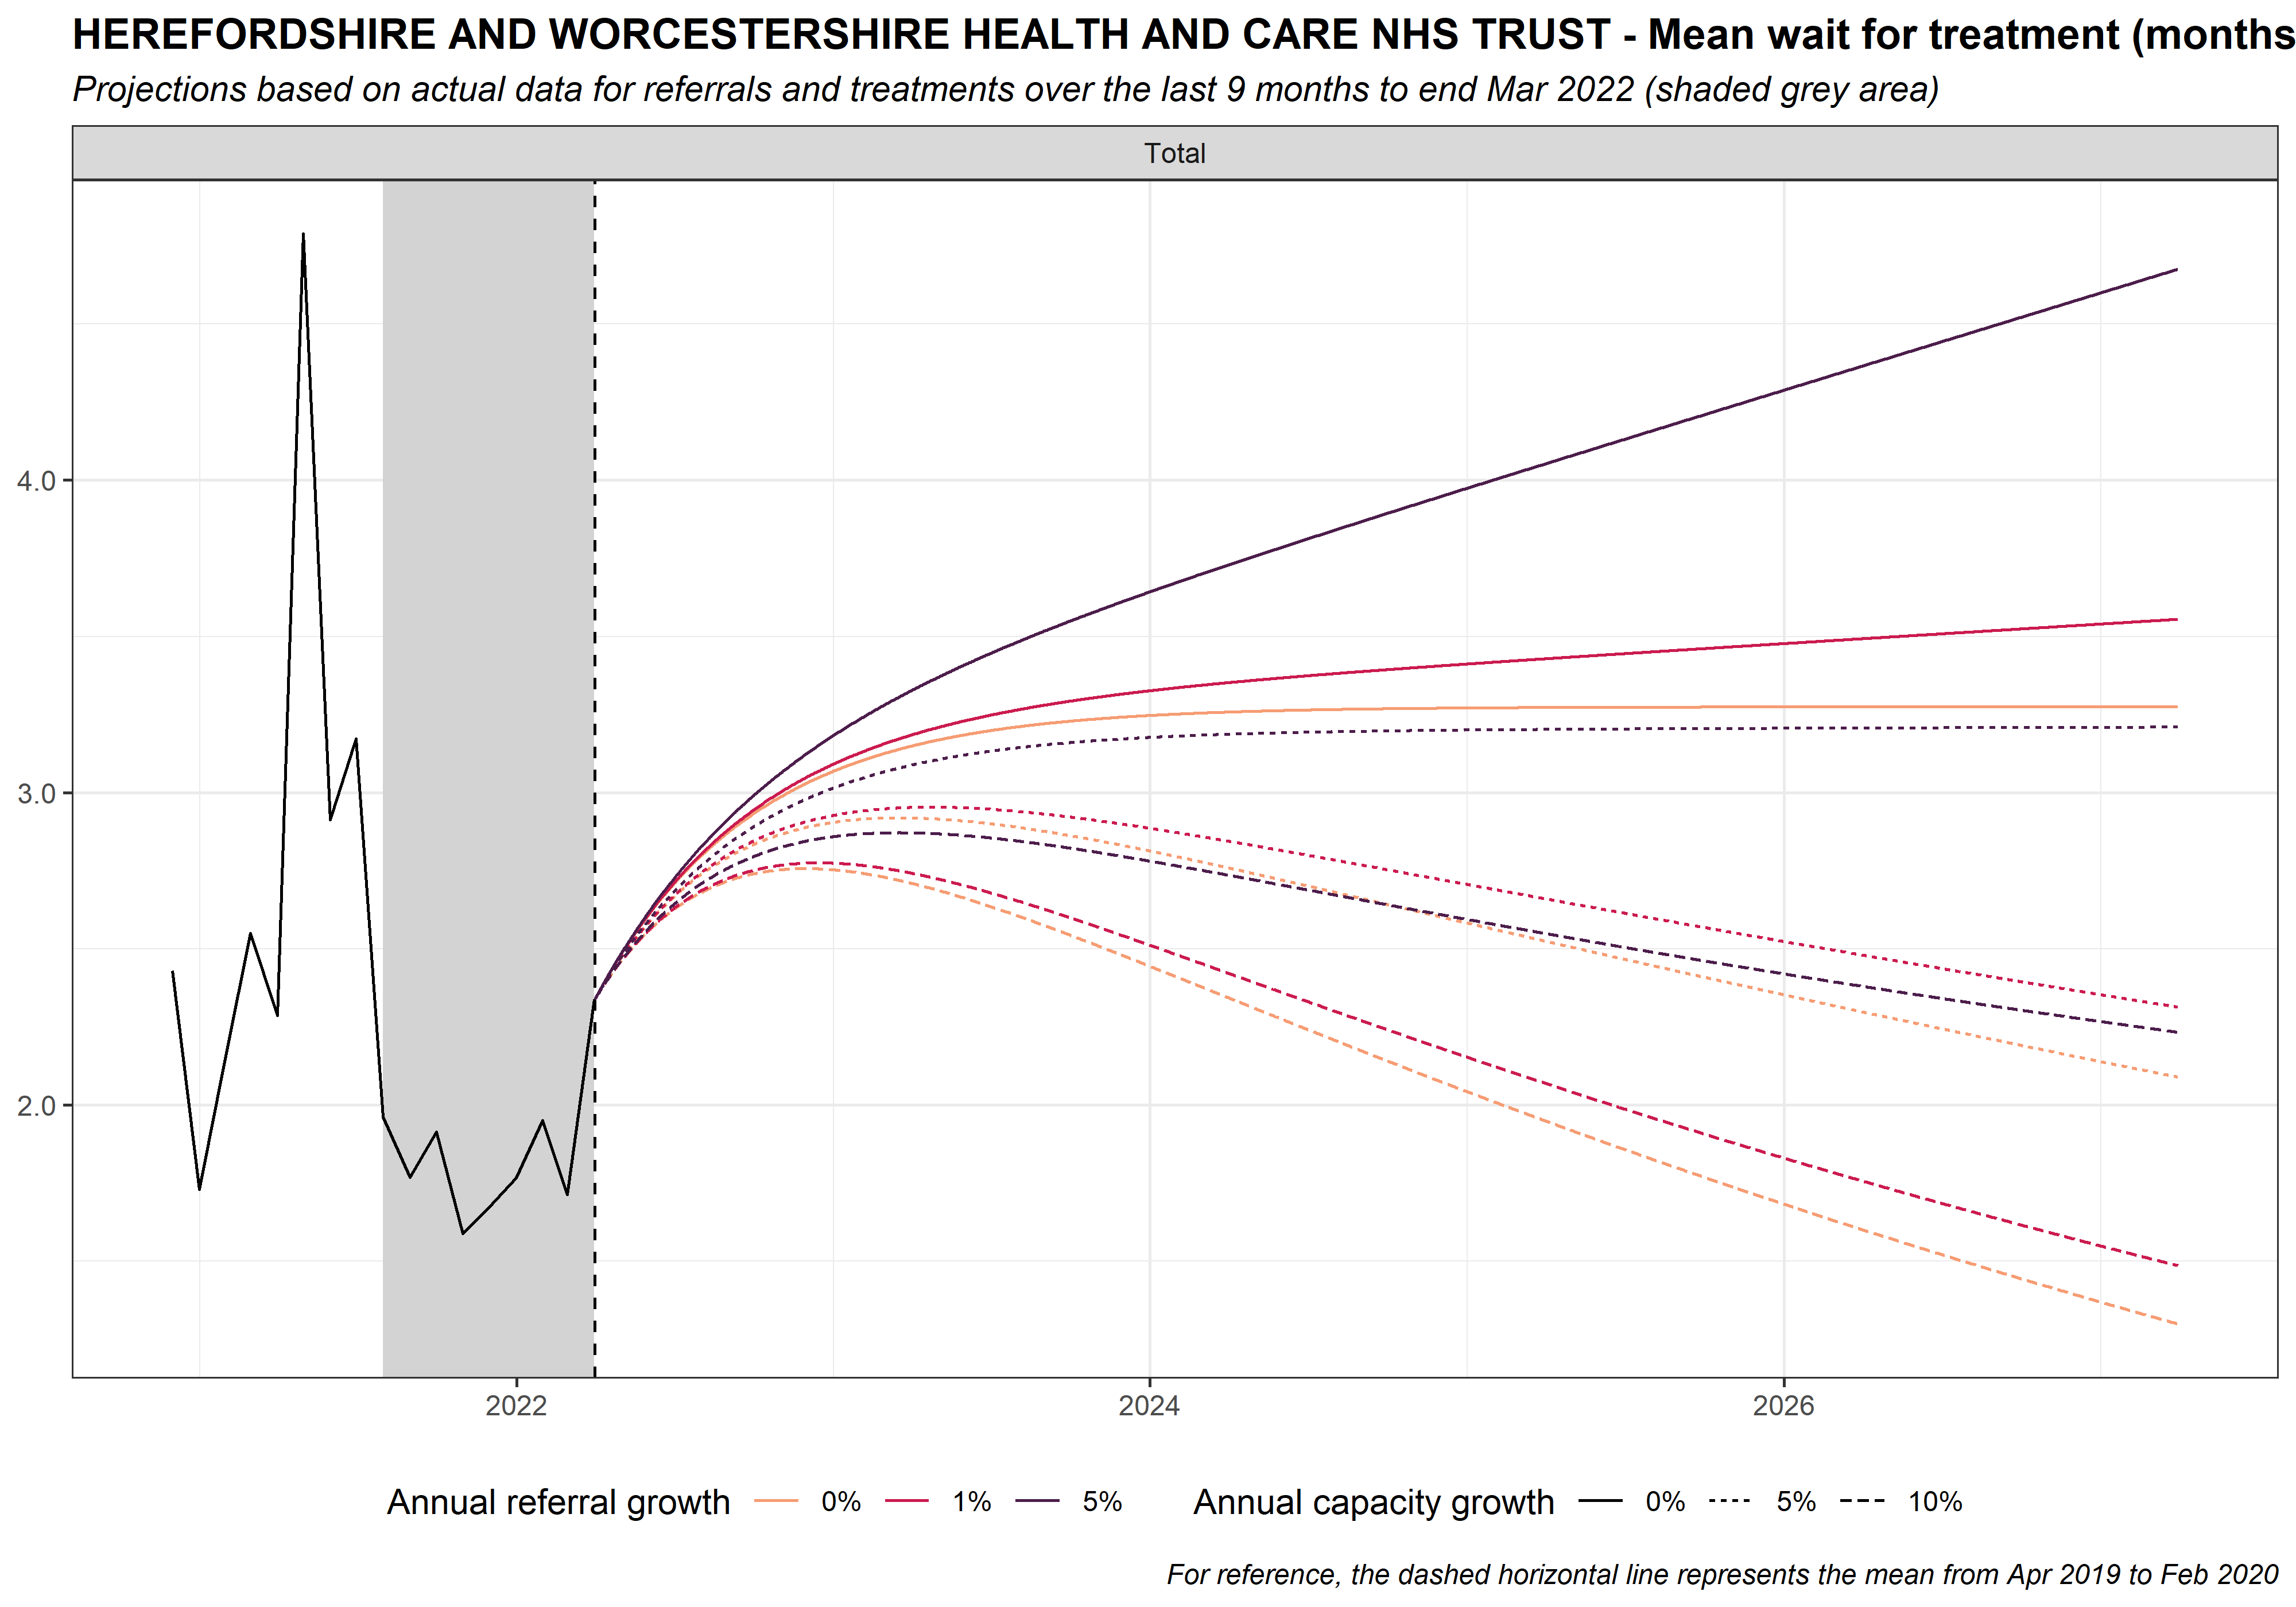 HEREFORDSHIRE AND WORCESTERSHIRE HEALTH AND CARE NHS TRUST - Mean wait for treatment (months
Projections based on actual data for referrals and treatments over the last 9 months to end Mar 2022 (shaded grey area)
Total
4.0
3.0
2.0
2022 2024 2026
Annual referral growth 0% 1% 5% Annual capacity growth 0% 5% 10%
For reference, the dashed horizontal line represents the mean from Apr 2019 to Feb 2020